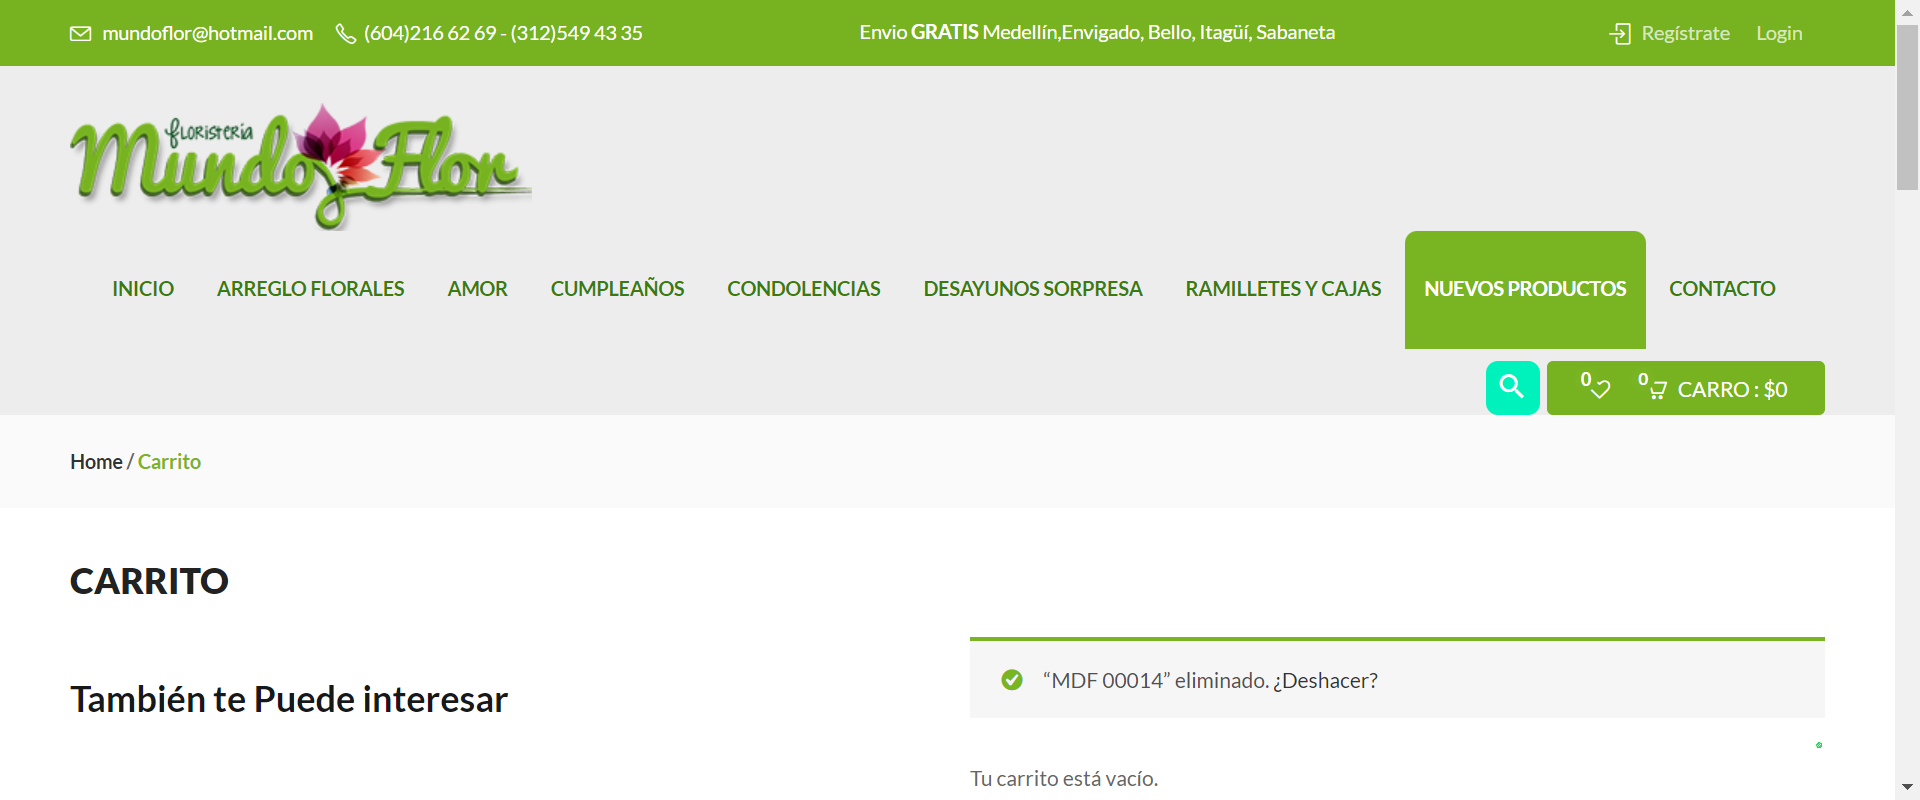 mundoflor@hotmail.com (604)216 62 69 - (312)549 43 35 Envio GRATIS Medellín,Envigado, Bello, Itagüí, Sabaneta Regístrate Login
floristeria
Mundo Flor
INICIO ARREGLO FLORALES AMOR CUMPLEAÑOS CONDOLENCIAS DESAYUNOS SORPRESA RAMILLETES Y CAJAS NUEVOS PRODUCTOS CONTACTO
0 0 CARRO : $0
Home / Carrito
CARRITO
También te Puede interesar
“MDF 00014” eliminado. ¿Deshacer?
Tu carrito está vacío.